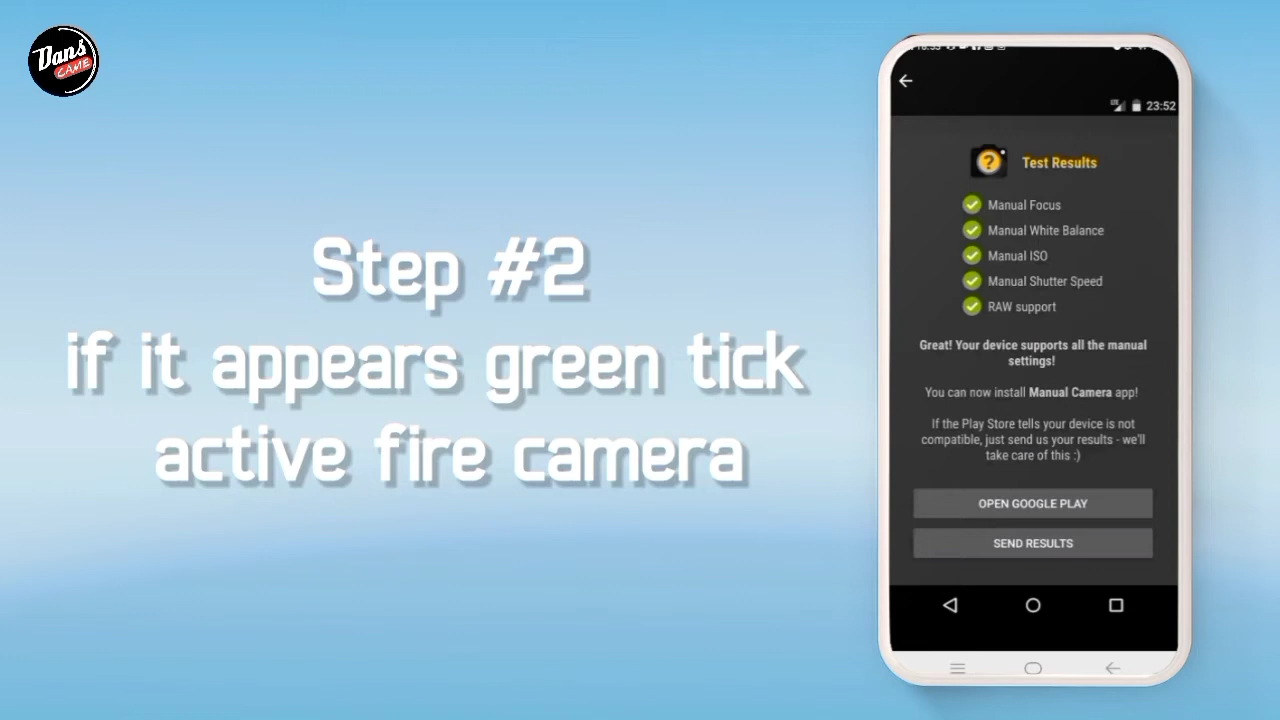 Dans
GAME
Step #2
if it appears green tick
active fire camera
LTE 23:52
Test Results
Manual Focus
Manual White Balance
Manual ISO
Manual Shutter Speed
RAW support
Great! Your device supports all the manual
settings!
You can now install Manual Camera app!
If the Play Store tells your device is not
compatible, just send us your results - we'll
take care of this :)
OPEN GOOGLE PLAY
SEND RESULTS